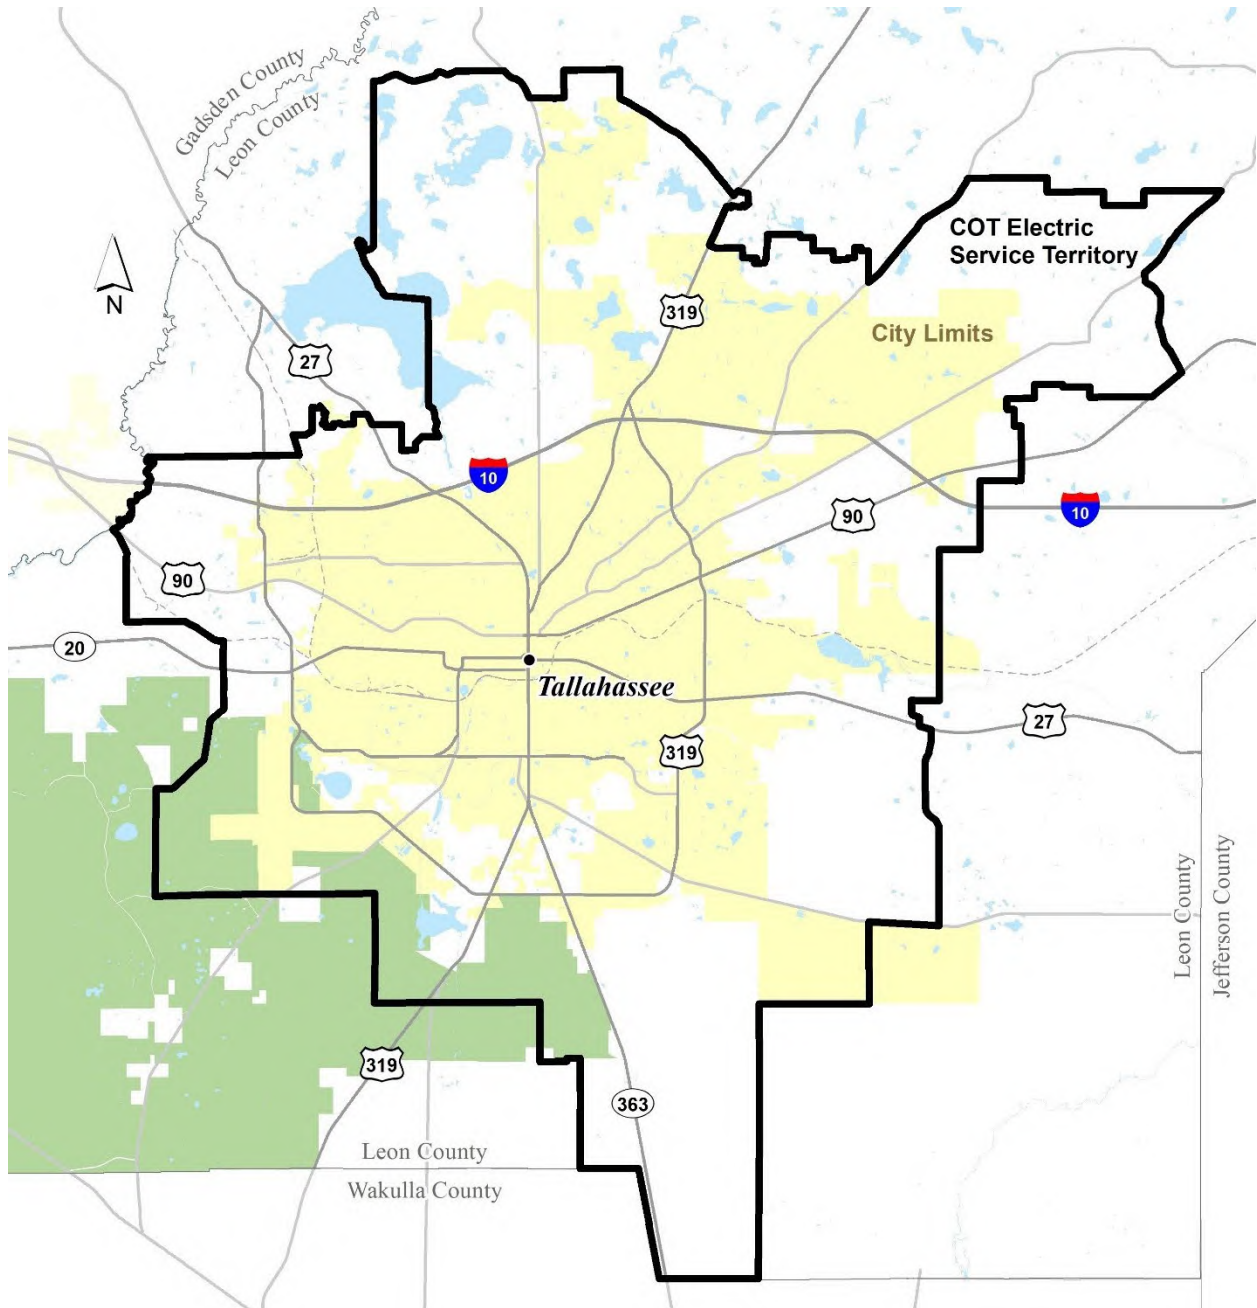 Gadsden County
Leon County
COT Electric
Service Territory
N
319
City Limits
27
10
10
90
90
20
Tallahassee
27
319
Leon County
Jefferson County
319
363
Leon County
Wakulla County